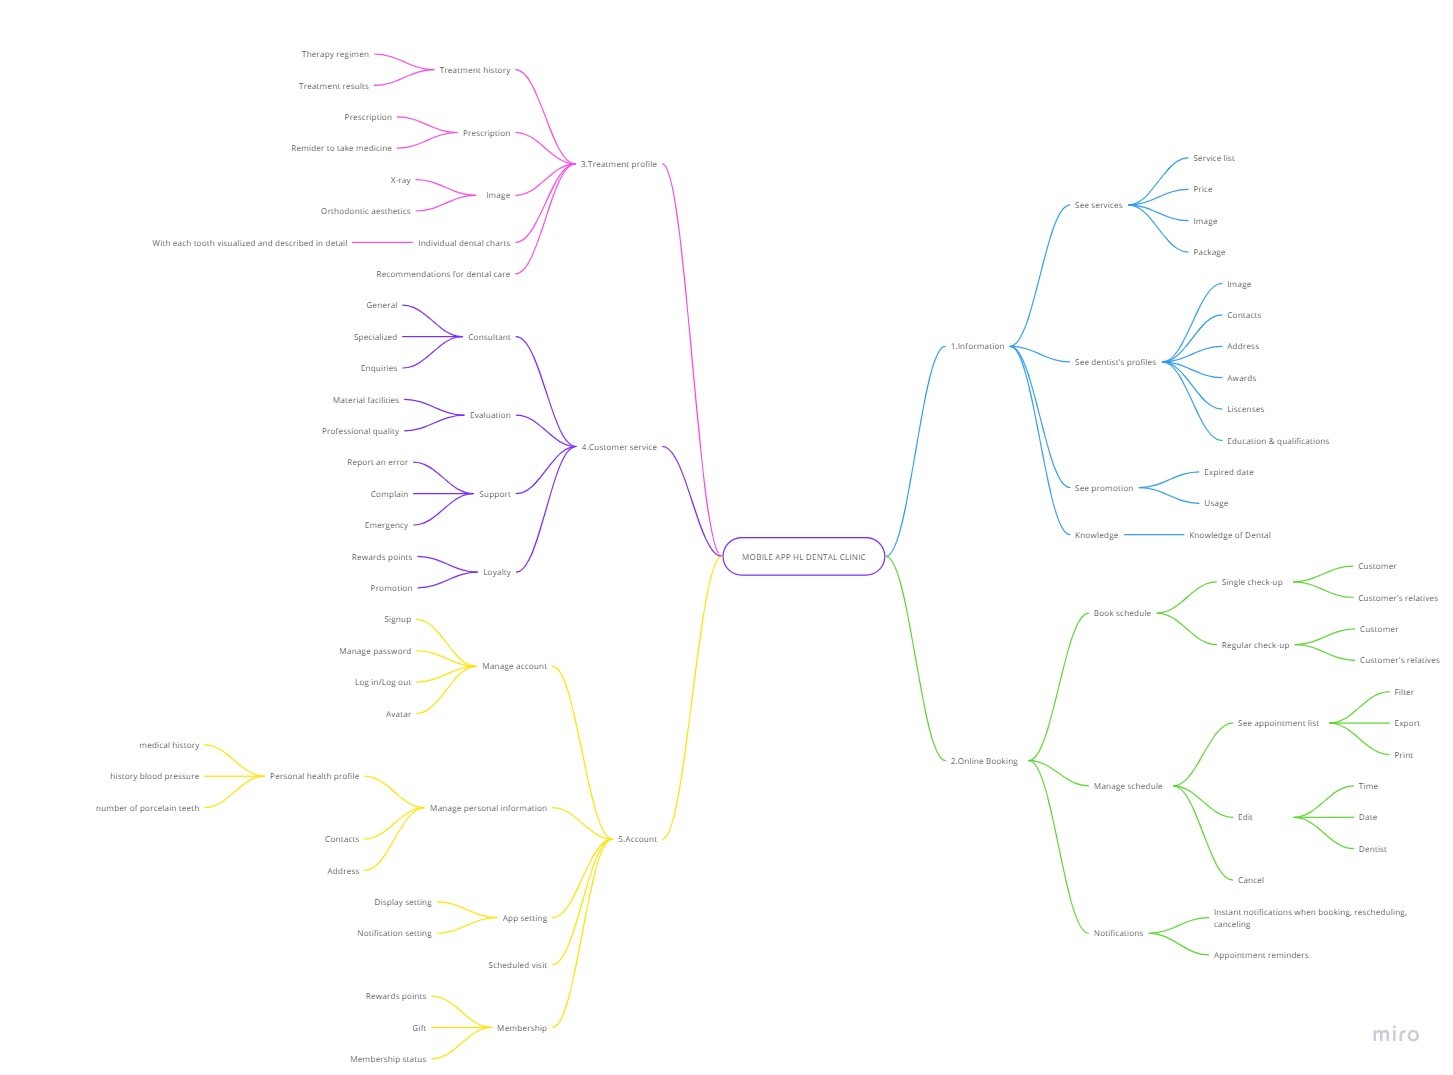 MOBILE APP HL DENTAL CLINIC
1.Information
See services
Service list
Price
Image
Package
See dentist's profiles
Image
Contacts
Address
Awards
Liscenses
Education & qualifications
See promotion
Expired date
Usage
Knowledge
Knowledge of Dental
2.Online Booking
Book schedule
Single check-up
Customer
Customer's relatives
Regular check-up
Customer
Customer's relatives
Manage schedule
See appointment list
Filter
Export
Print
Edit
Time
Date
Dentist
Cancel
Notifications
Instant notifications when booking, rescheduling,
canceling
Appointment reminders
3.Treatment profile
Treatment history
Therapy regimen
Treatment results
Prescription
Prescription
Remider to take medicine
Image
X-ray
Orthodontic aesthetics
Individual dental charts
With each tooth visualized and described in detail
Recommendations for dental care
4.Customer service
Consultant
General
Specialized
Enquiries
Evaluation
Material facilities
Professional quality
Support
Report an error
Complain
Emergency
Loyalty
Rewards points
Promotion
5.Account
Manage account
Signup
Manage password
Log in/Log out
Avatar
Manage personal information
Personal health profile
medical history
history blood pressure
number of porcelain teeth
Contacts
Address
App setting
Display setting
Notification setting
Scheduled visit
Membership
Rewards points
Gift
Membership status
miro